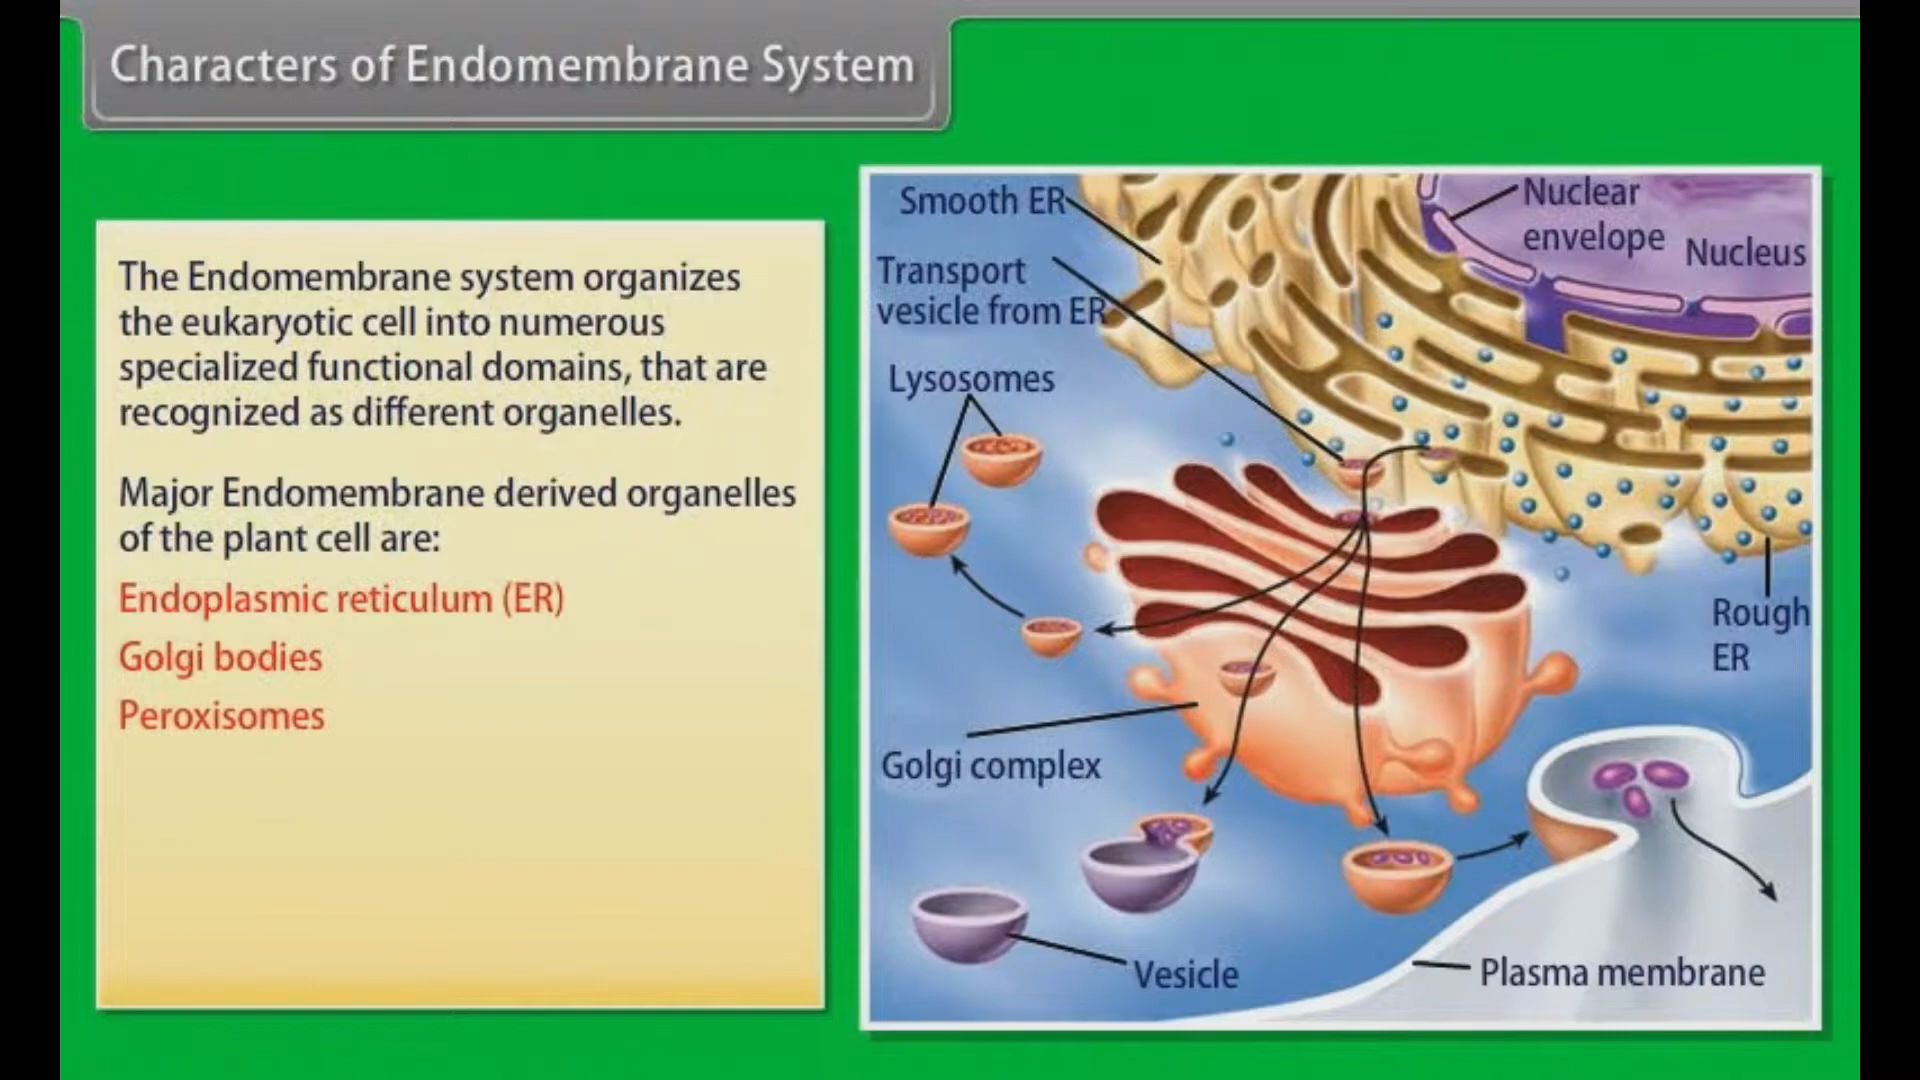 Characters of Endomembrane System
The Endomembrane system organizes
the eukaryotic cell into numerous
specialized functional domains, that are
recognized as different organelles.
Major Endomembrane derived organelles
of the plant cell are:
Endoplasmic reticulum (ER)
Golgi bodies
Peroxisomes
Smooth ER
Nuclear
envelope
Nucleus
Transport
vesicle from ER
Lysosomes
Rough
ER
Golgi complex
Vesicle
Plasma membrane